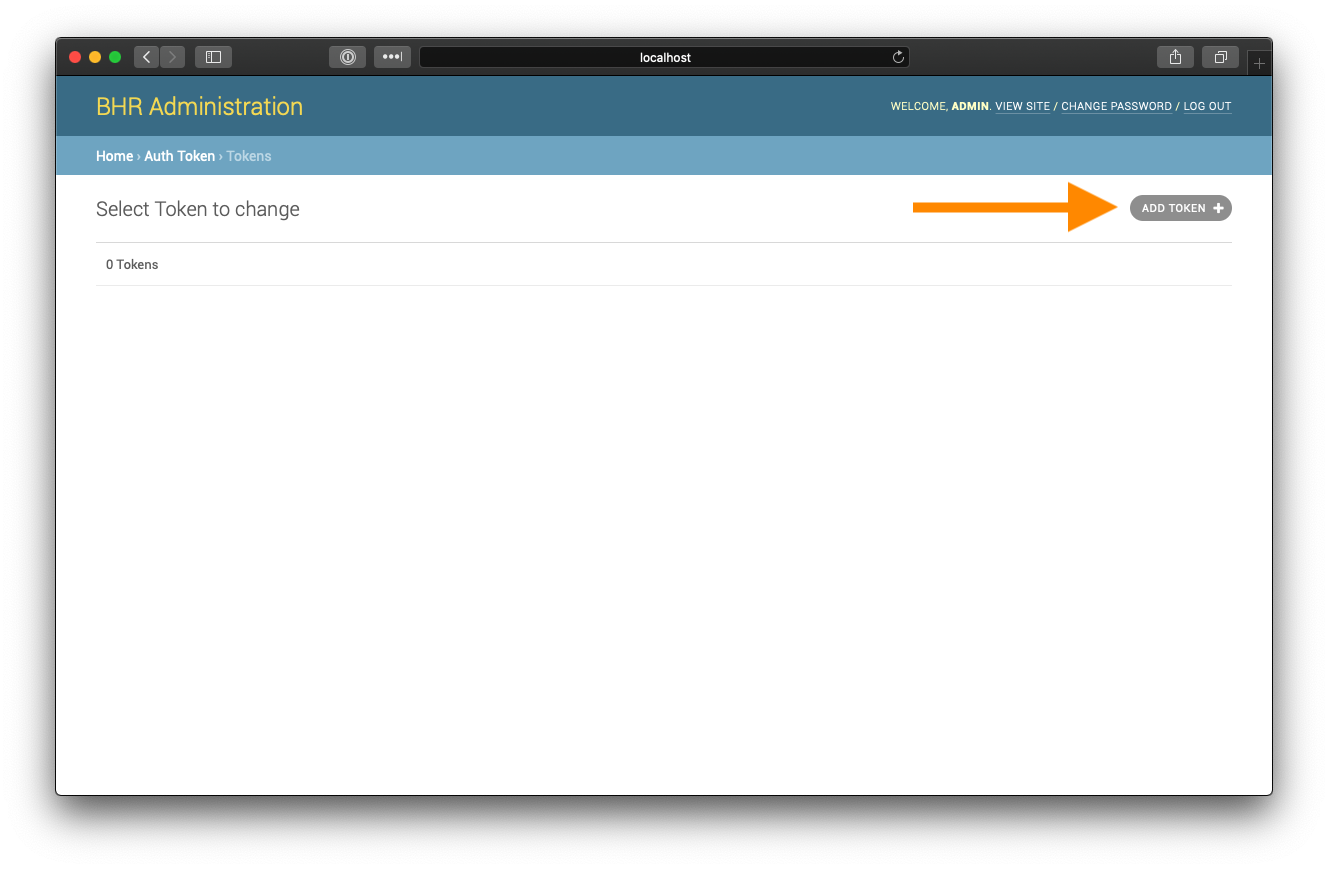 localhost
BHR Administration
WELCOME, ADMIN. VIEW SITE / CHANGE PASSWORD / LOG OUT
Home › Auth Token › Tokens
Select Token to change
ADD TOKEN +
0 Tokens